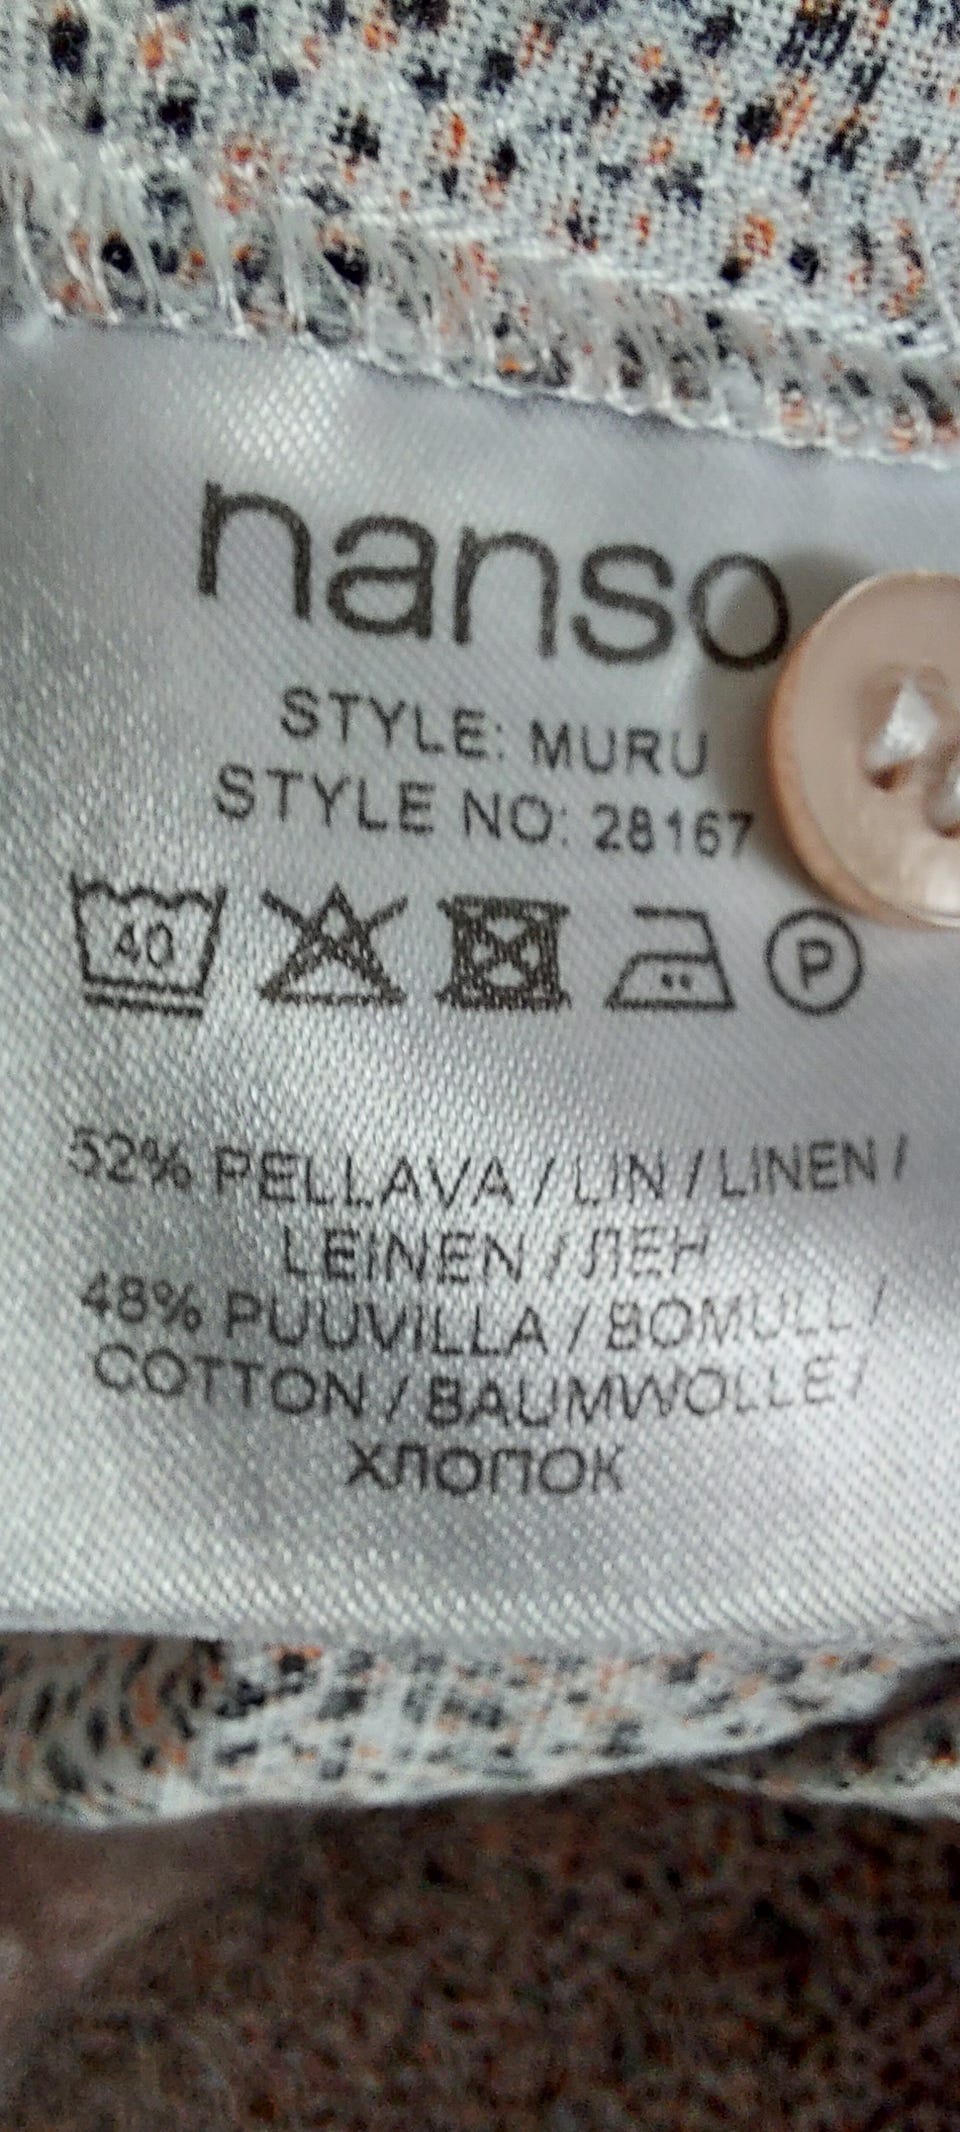 nanso
STYLE: MURU
STYLE NO: 28167
40 P
52% PELLAVA / LIN / LINEN /
LEINEN / ЛЕН
48% PUUVILLA / BOMULL /
COTTON / BAUMWOLLE /
ХЛОПОК